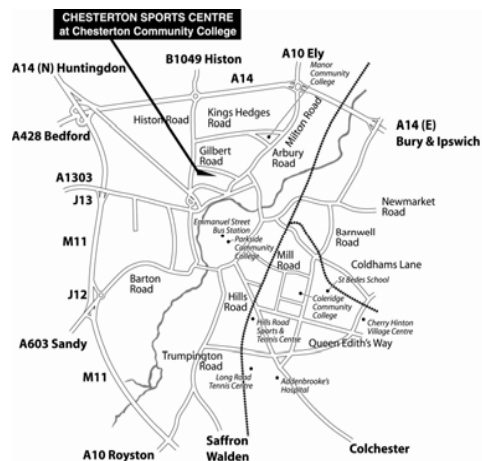 CHESTERTON SPORTS CENTRE
at Chesterton Community College
B1049 Histon
A10 Ely
Manor
Community
College
A14 (N) Huntingdon
A14
Kings Hedges
Road
Histon Road
Milton Road
A428 Bedford
A14 (E)
Bury & Ipswich
Gilbert
Road
Arbury
Road
A1303
J13
Newmarket
Road
Emmanuel Street
Bus Station
Parkside
Community
College
Barnwell
Road
M11
Mill
Road
Coldhams Lane
Barton
Road
St Bedes School
J12
Hills
Road
Coleridge
Community
College
Hills Road
Sports &
Tennis Centre
Cherry Hinton
Village Centre
A603 Sandy
Queen Edith's Way
Trumpington
Road
M11
Long Road
Tennis Centre
Addenbrooke's
Hospital
A10 Royston
Saffron
Walden
Colchester